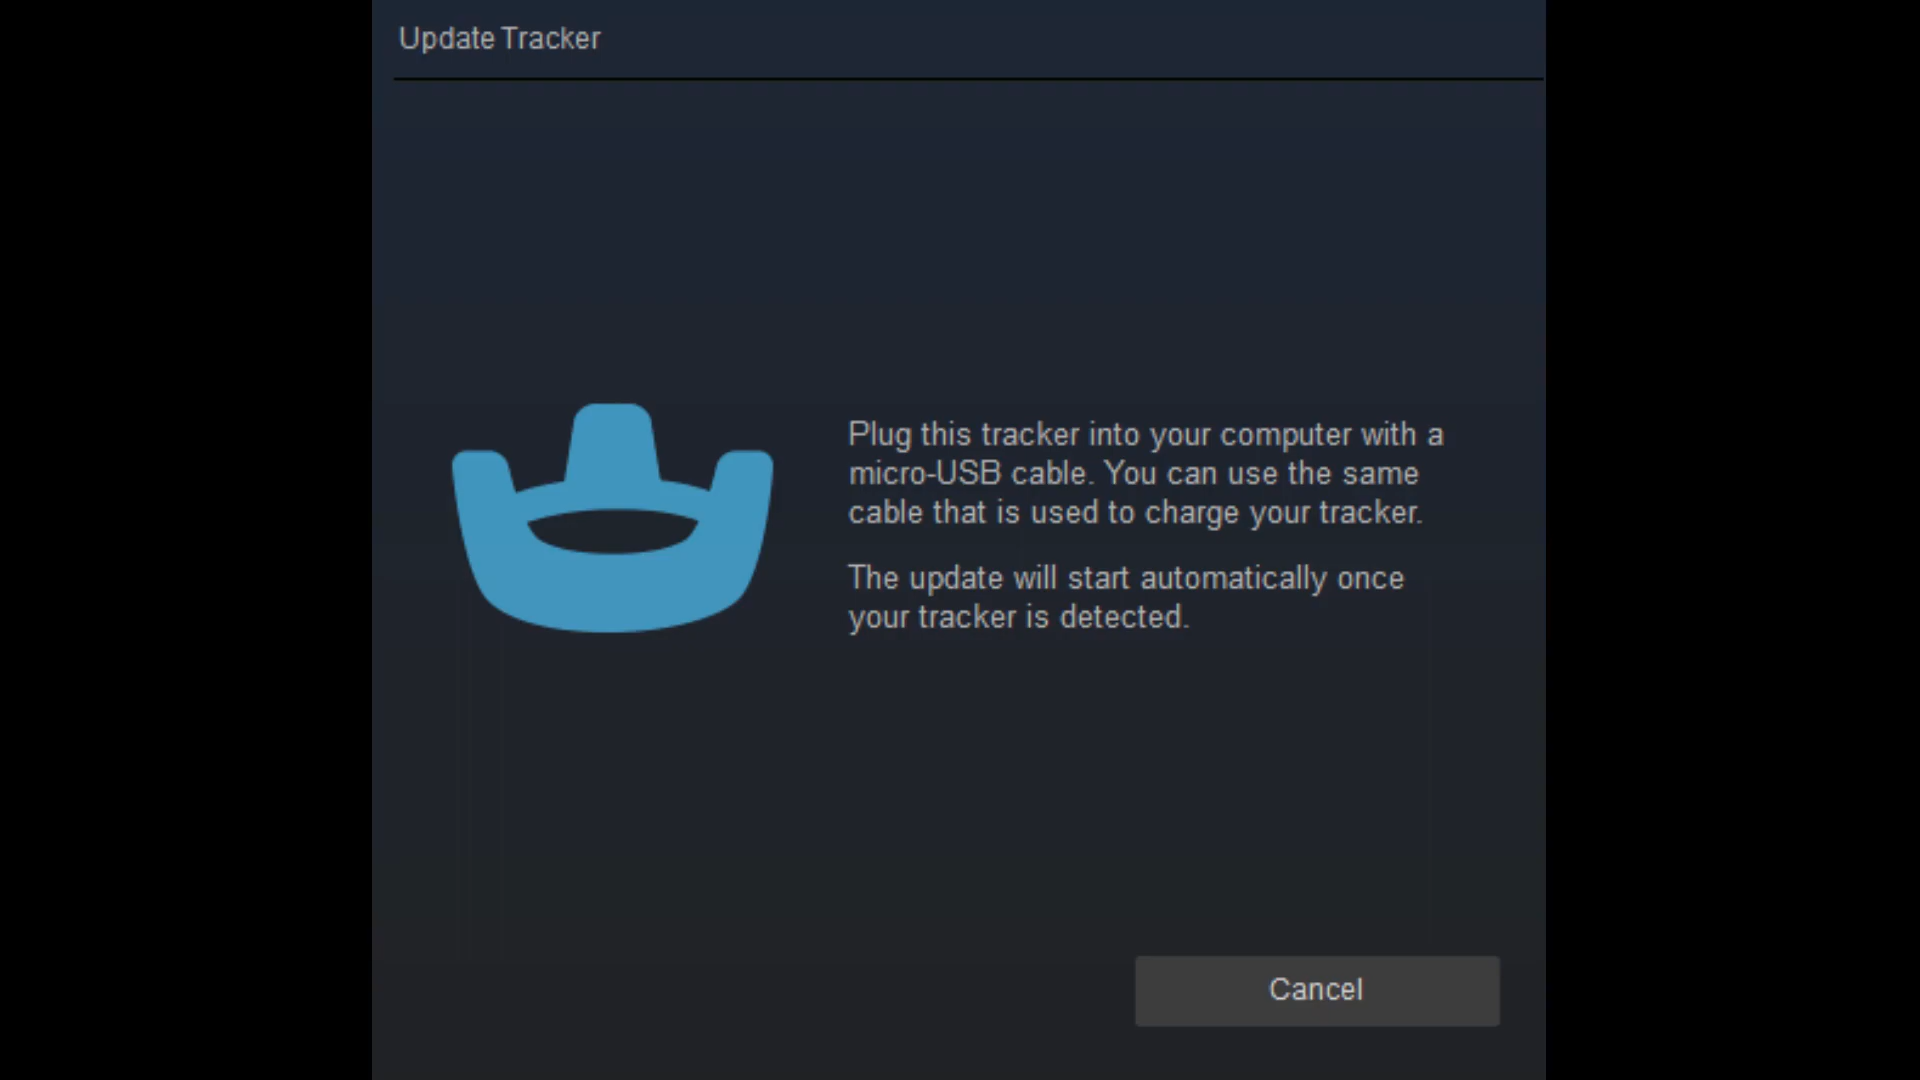 Update Tracker
Plug this tracker into your computer with a
micro-USB cable. You can use the same
cable that is used to charge your tracker.
The update will start automatically once
your tracker is detected.
Cancel